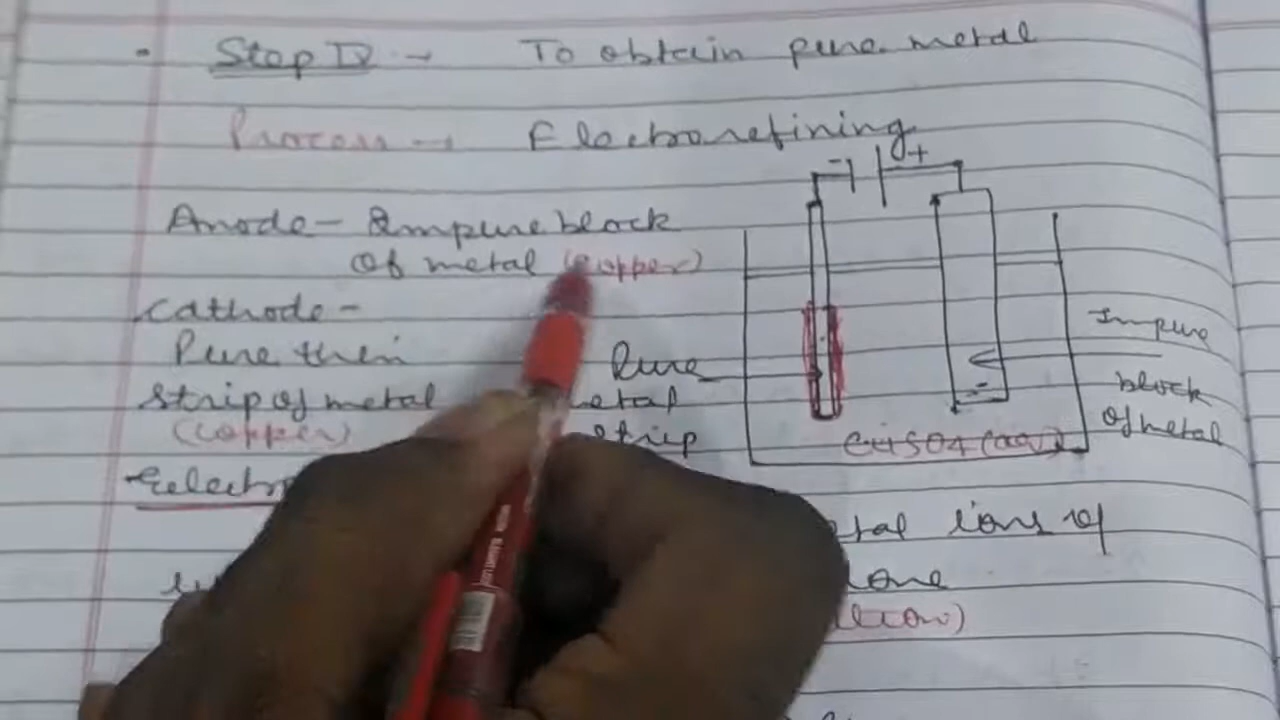 Step IV → To obtain pure metal
Process → Electrorefining
Anode - Impure block
of metal (copper)
Cathode -
Pure thin
strip of metal
(copper)
- +
Pure
metal
strip
Impure
block
of metal
CuSO4 (aq)
Electro
metal ions of